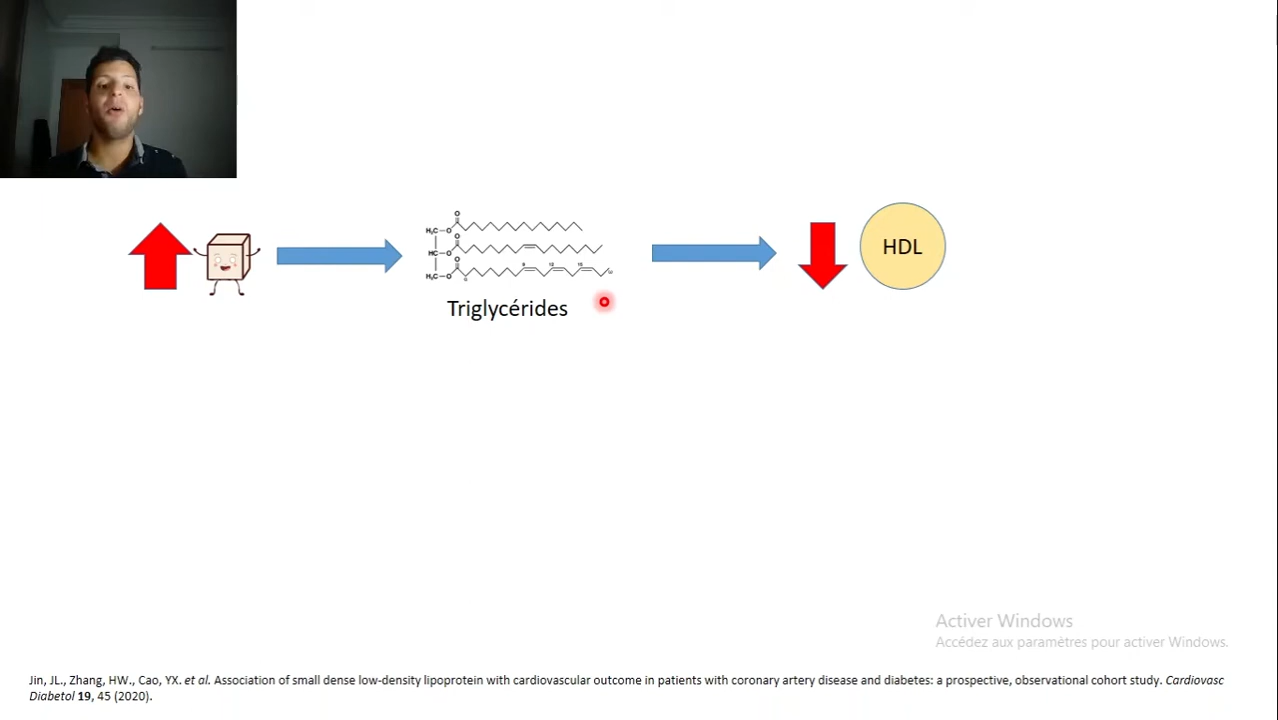 HDL
Triglycérides
Activer Windows
Accédez aux paramètres pour activer Windows.
Jin, JL., Zhang, HW., Cao, YX. et al. Association of small dense low-density lipoprotein with cardiovascular outcome in patients with coronary artery disease and diabetes: a prospective, observational cohort study. Cardiovasc
Diabetol 19, 45 (2020).